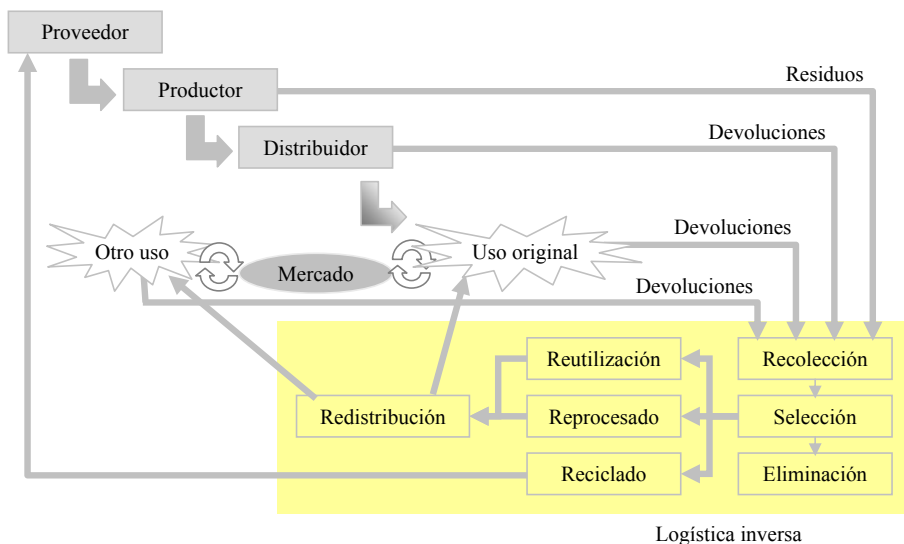 Proveedor
Productor
Residuos
Distribuidor
Devoluciones
Otro uso
Mercado
Uso original
Devoluciones
Devoluciones
Reutilización
Recolección
Redistribución
Reprocesado
Selección
Reciclado
Eliminación
Logística inversa